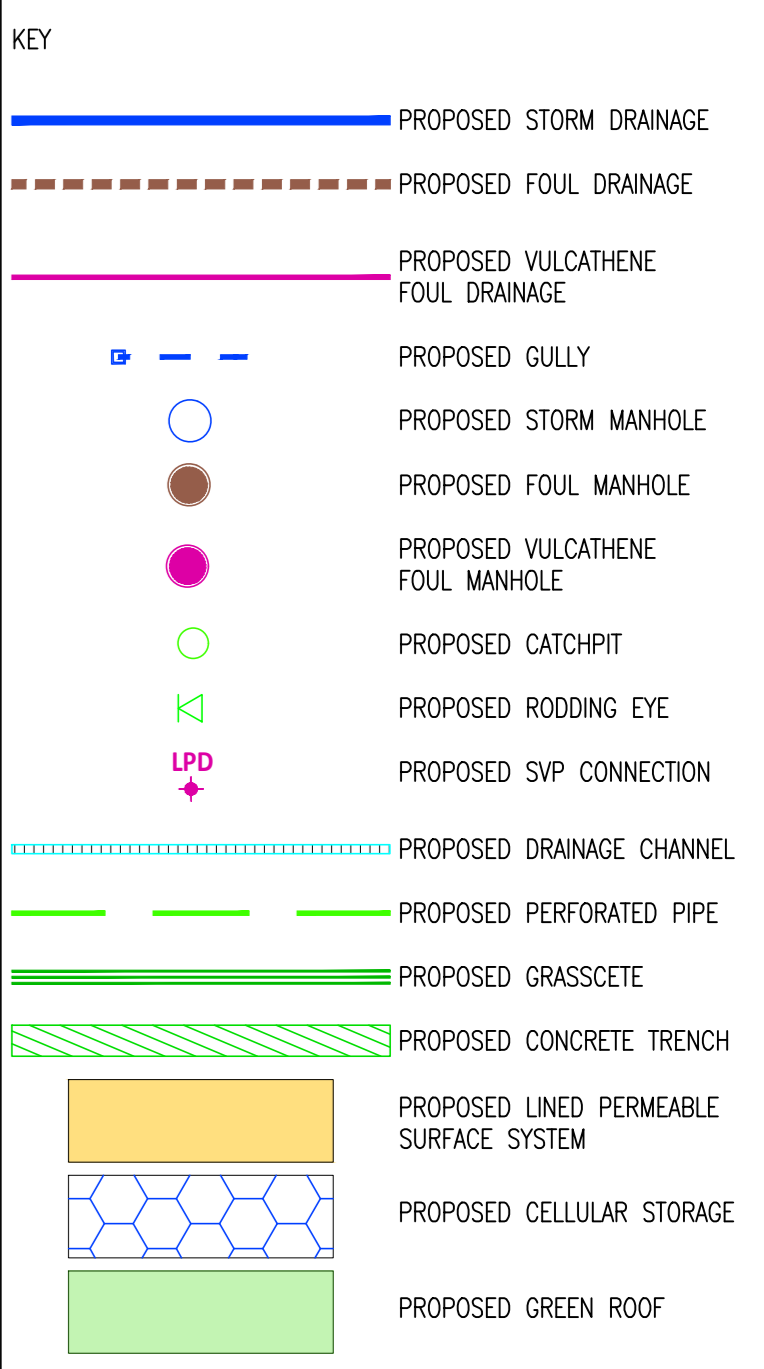 KEY
PROPOSED STORM DRAINAGE
PROPOSED FOUL DRAINAGE
PROPOSED VULCATHENE
FOUL DRAINAGE
PROPOSED GULLY
PROPOSED STORM MANHOLE
PROPOSED FOUL MANHOLE
PROPOSED VULCATHENE
FOUL MANHOLE
PROPOSED CATCHPIT
PROPOSED RODDING EYE
LPD
PROPOSED SVP CONNECTION
PROPOSED DRAINAGE CHANNEL
PROPOSED PERFORATED PIPE
PROPOSED GRASSCETE
PROPOSED CONCRETE TRENCH
PROPOSED LINED PERMEABLE
SURFACE SYSTEM
PROPOSED CELLULAR STORAGE
PROPOSED GREEN ROOF